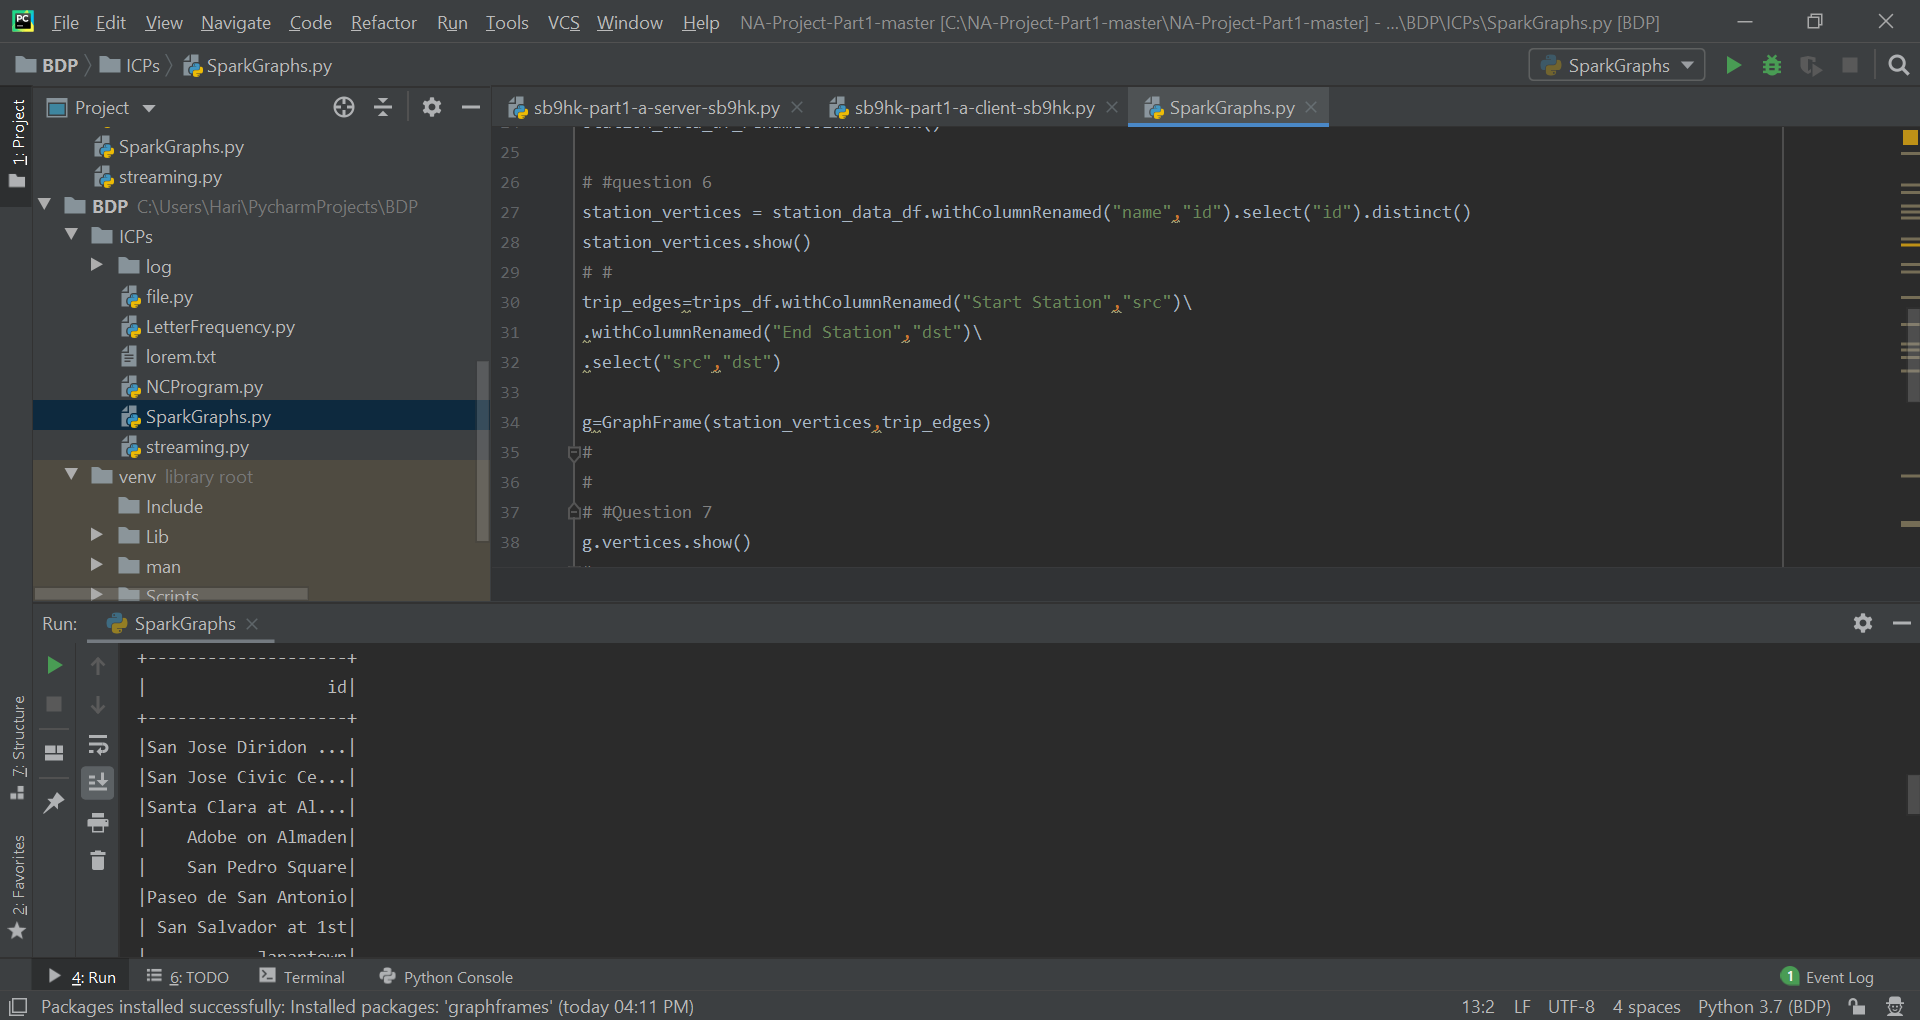 File Edit View Navigate Code Refactor Run Tools VCS Window Help NA-Project-Part1-master [C:\NA-Project-Part1-master\NA-Project-Part1-master] - ...\BDP\ICPs\SparkGraphs.py [BDP]
BDP ICPs SparkGraphs.py SparkGraphs
1: Project
Project
sb9hk-part1-a-server-sb9hk.py sb9hk-part1-a-client-sb9hk.py SparkGraphs.py
SparkGraphs.py
streaming.py
BDP C:\Users\Hari\PycharmProjects\BDP
ICPs
log
file.py
LetterFrequency.py
lorem.txt
NCProgram.py
SparkGraphs.py
streaming.py
venv library root
Include
Lib
man
Scripts
25
26 # #question 6
27 station_vertices = station_data_df.withColumnRenamed("name","id").select("id").distinct()
28 station_vertices.show()
29 # #
30 trip_edges=trips_df.withColumnRenamed("Start Station","src")\
31 .withColumnRenamed("End Station","dst")\
32 .select("src","dst")
33
34 g=GraphFrame(station_vertices,trip_edges)
35 #
36 #
37 # #Question 7
38 g.vertices.show()
Run: SparkGraphs
+--------------------+
|                  id|
+--------------------+
|San Jose Diridon ...|
|San Jose Civic Ce...|
|Santa Clara at Al...|
|    Adobe on Almaden|
|    San Pedro Square|
|Paseo de San Antonio|
| San Salvador at 1st|
|           Japantown|
7: Structure
2: Favorites
4: Run 6: TODO Terminal Python Console 1 Event Log
Packages installed successfully: Installed packages: 'graphframes' (today 04:11 PM) 13:2 LF UTF-8 4 spaces Python 3.7 (BDP)